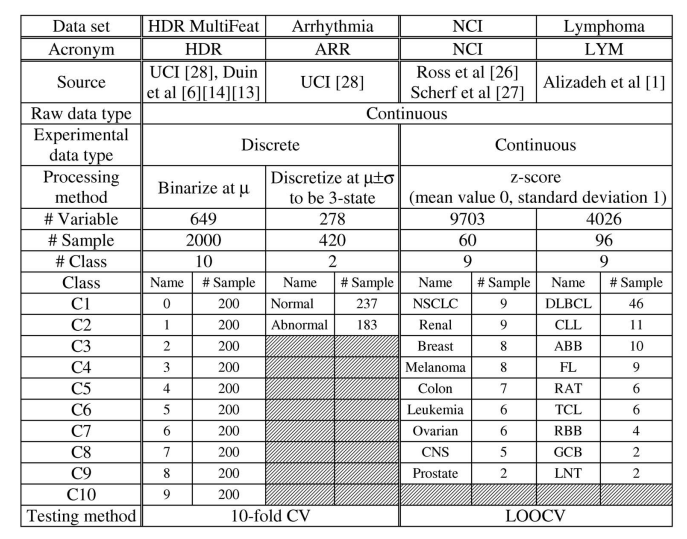 Data set HDR MultiFeat Arrhythmia NCI Lymphoma
Acronym HDR ARR NCI LYM
Source UCI [28], Duin et al [6][14][13] UCI [28] Ross et al [26] Scherf et al [27] Alizadeh et al [1]
Raw data type Continuous
Experimental data type Discrete Continuous
Processing method Binarize at μ Discretize at μ±σ to be 3-state z-score (mean value 0, standard deviation 1)
# Variable 649 278 9703 4026
# Sample 2000 420 60 96
# Class 10 2 9 9
Class Name # Sample Name # Sample Name # Sample Name # Sample
C1 0 200 Normal 237 NSCLC 9 DLBCL 46
C2 1 200 Abnormal 183 Renal 9 CLL 11
C3 2 200 Breast 8 ABB 10
C4 3 200 Melanoma 8 FL 9
C5 4 200 Colon 7 RAT 6
C6 5 200 Leukemia 6 TCL 6
C7 6 200 Ovarian 6 RBB 4
C8 7 200 CNS 5 GCB 2
C9 8 200 Prostate 2 LNT 2
C10 9 200
Testing method 10-fold CV LOOCV